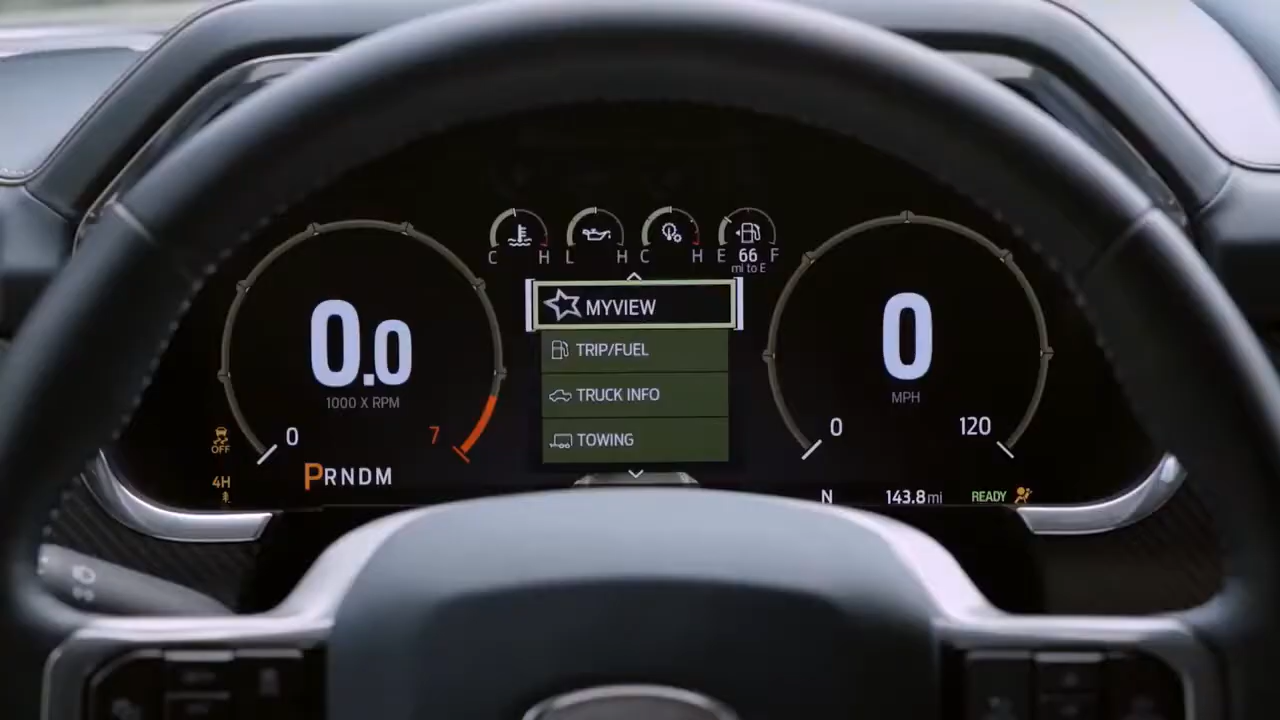 C H L H C H E 66 F
mi to E
MYVIEW
TRIP/FUEL
TRUCK INFO
TOWING
0.0
1000 X RPM
0 7
PRNDM
OFF
4H
0
MPH
0 120
N 143.8mi READY